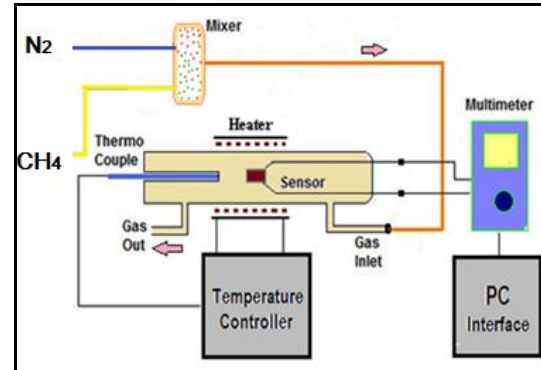 N2
Mixer
CH4
Multimeter
Heater
Thermo
Couple
Sensor
Gas
Out
Gas
Inlet
Temperature
Controller
PC
Interface